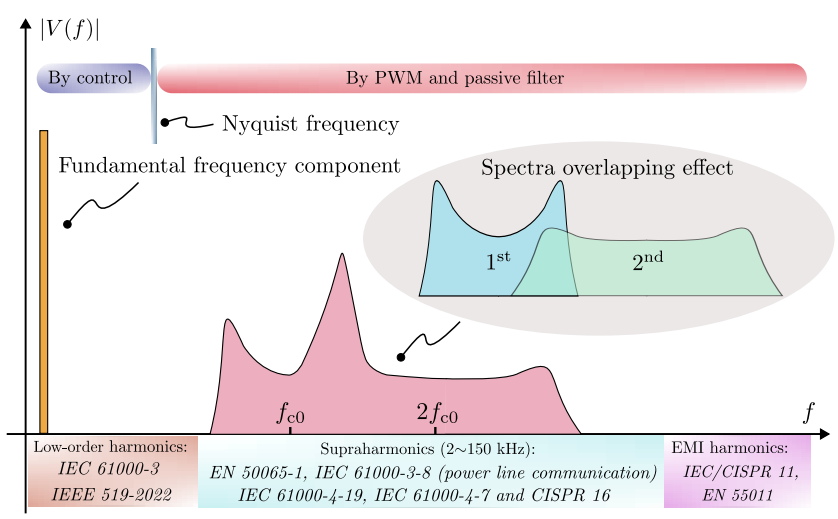 |V(f)|
By control
By PWM and passive filter
Nyquist frequency
Fundamental frequency component
Spectra overlapping effect
1st
2nd
fc0
2fc0
f
Low-order harmonics:
IEC 61000-3
IEEE 519-2022
Supraharmonics (2~150 kHz):
EN 50065-1, IEC 61000-3-8 (power line communication)
IEC 61000-4-19, IEC 61000-4-7 and CISPR 16
EMI harmonics:
IEC/CISPR 11,
EN 55011